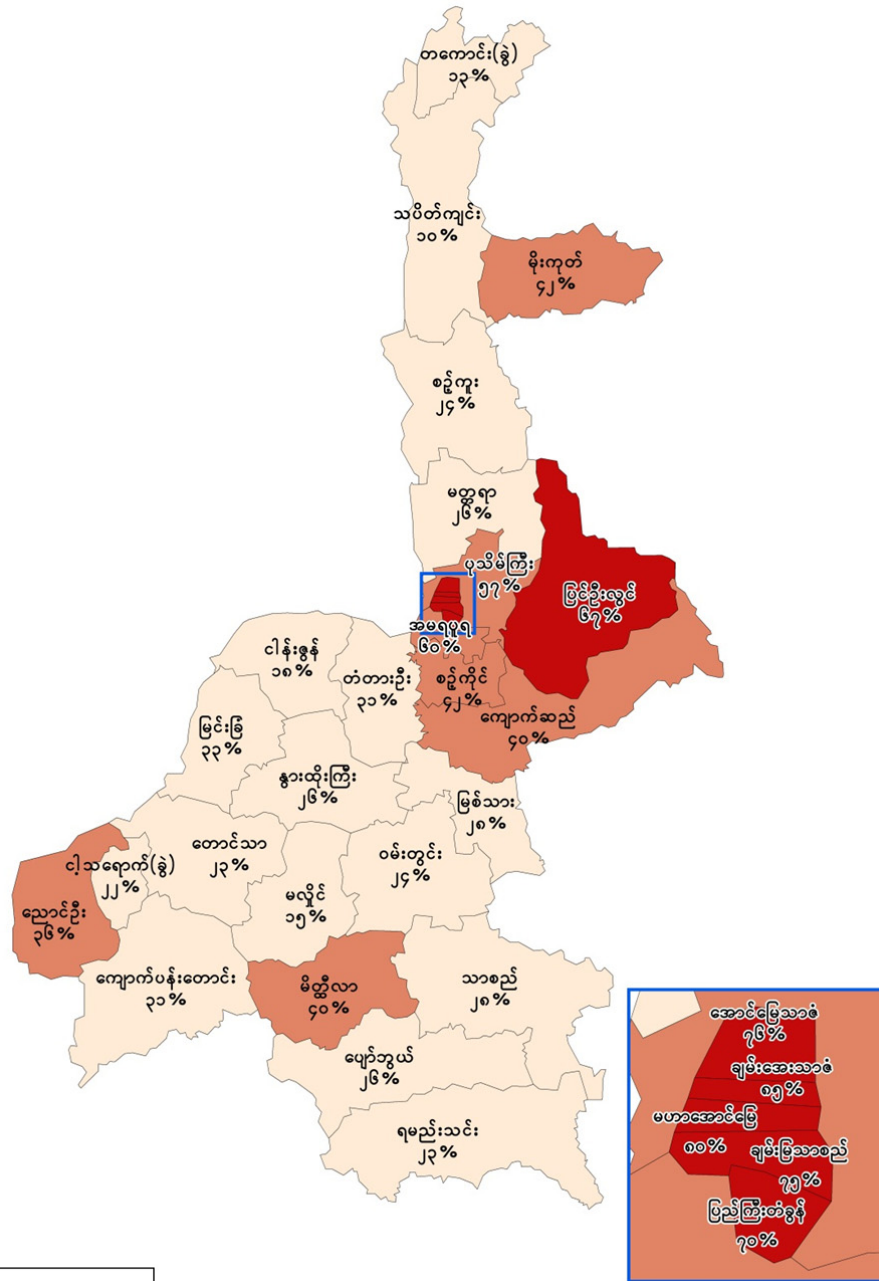 တကောင်း(ခွဲ)
၁၃%
သပိတ်ကျင်း
၁၀%
မိုးကုတ်
၄၂%
စဥ့်ကူး
၂၄%
မတ္တရာ
၂၆%
ပုသိမ်ကြီး
၅၇%
ပြင်ဦးလွင်
၆၇%
အမရပူရ
၆၀%
ငါန်းဇွန်
၁၈%
တံတားဦး
၃၁%
စဥ့်ကိုင်
၄၂%
ကျောက်ဆည်
၄၀%
မြင်းခြံ
၃၃%
နွားထိုးကြီး
၂၆%
မြစ်သား
၂၈%
တောင်သာ
၂၃%
ဝမ်းတွင်း
၂၄%
ငါ့သရောက်(ခွဲ)
၂၂%
မလှိုင်
၁၅%
ညောင်ဦး
၃၆%
ကျောက်ပန်းတောင်း
၃၁%
မိတ္ထီလာ
၄၀%
သာစည်
၂၈%
ပျော်ဘွယ်
၂၆%
ရမည်းသင်း
၂၃%
အောင်မြေသာဇံ
၇၆%
ချမ်းအေးသာဇံ
၈၅%
မဟာအောင်မြေ
၈၀%
ချမ်းမြသာစည်
၇၅%
ပြည်ကြီးတံခွန်
၇၀%